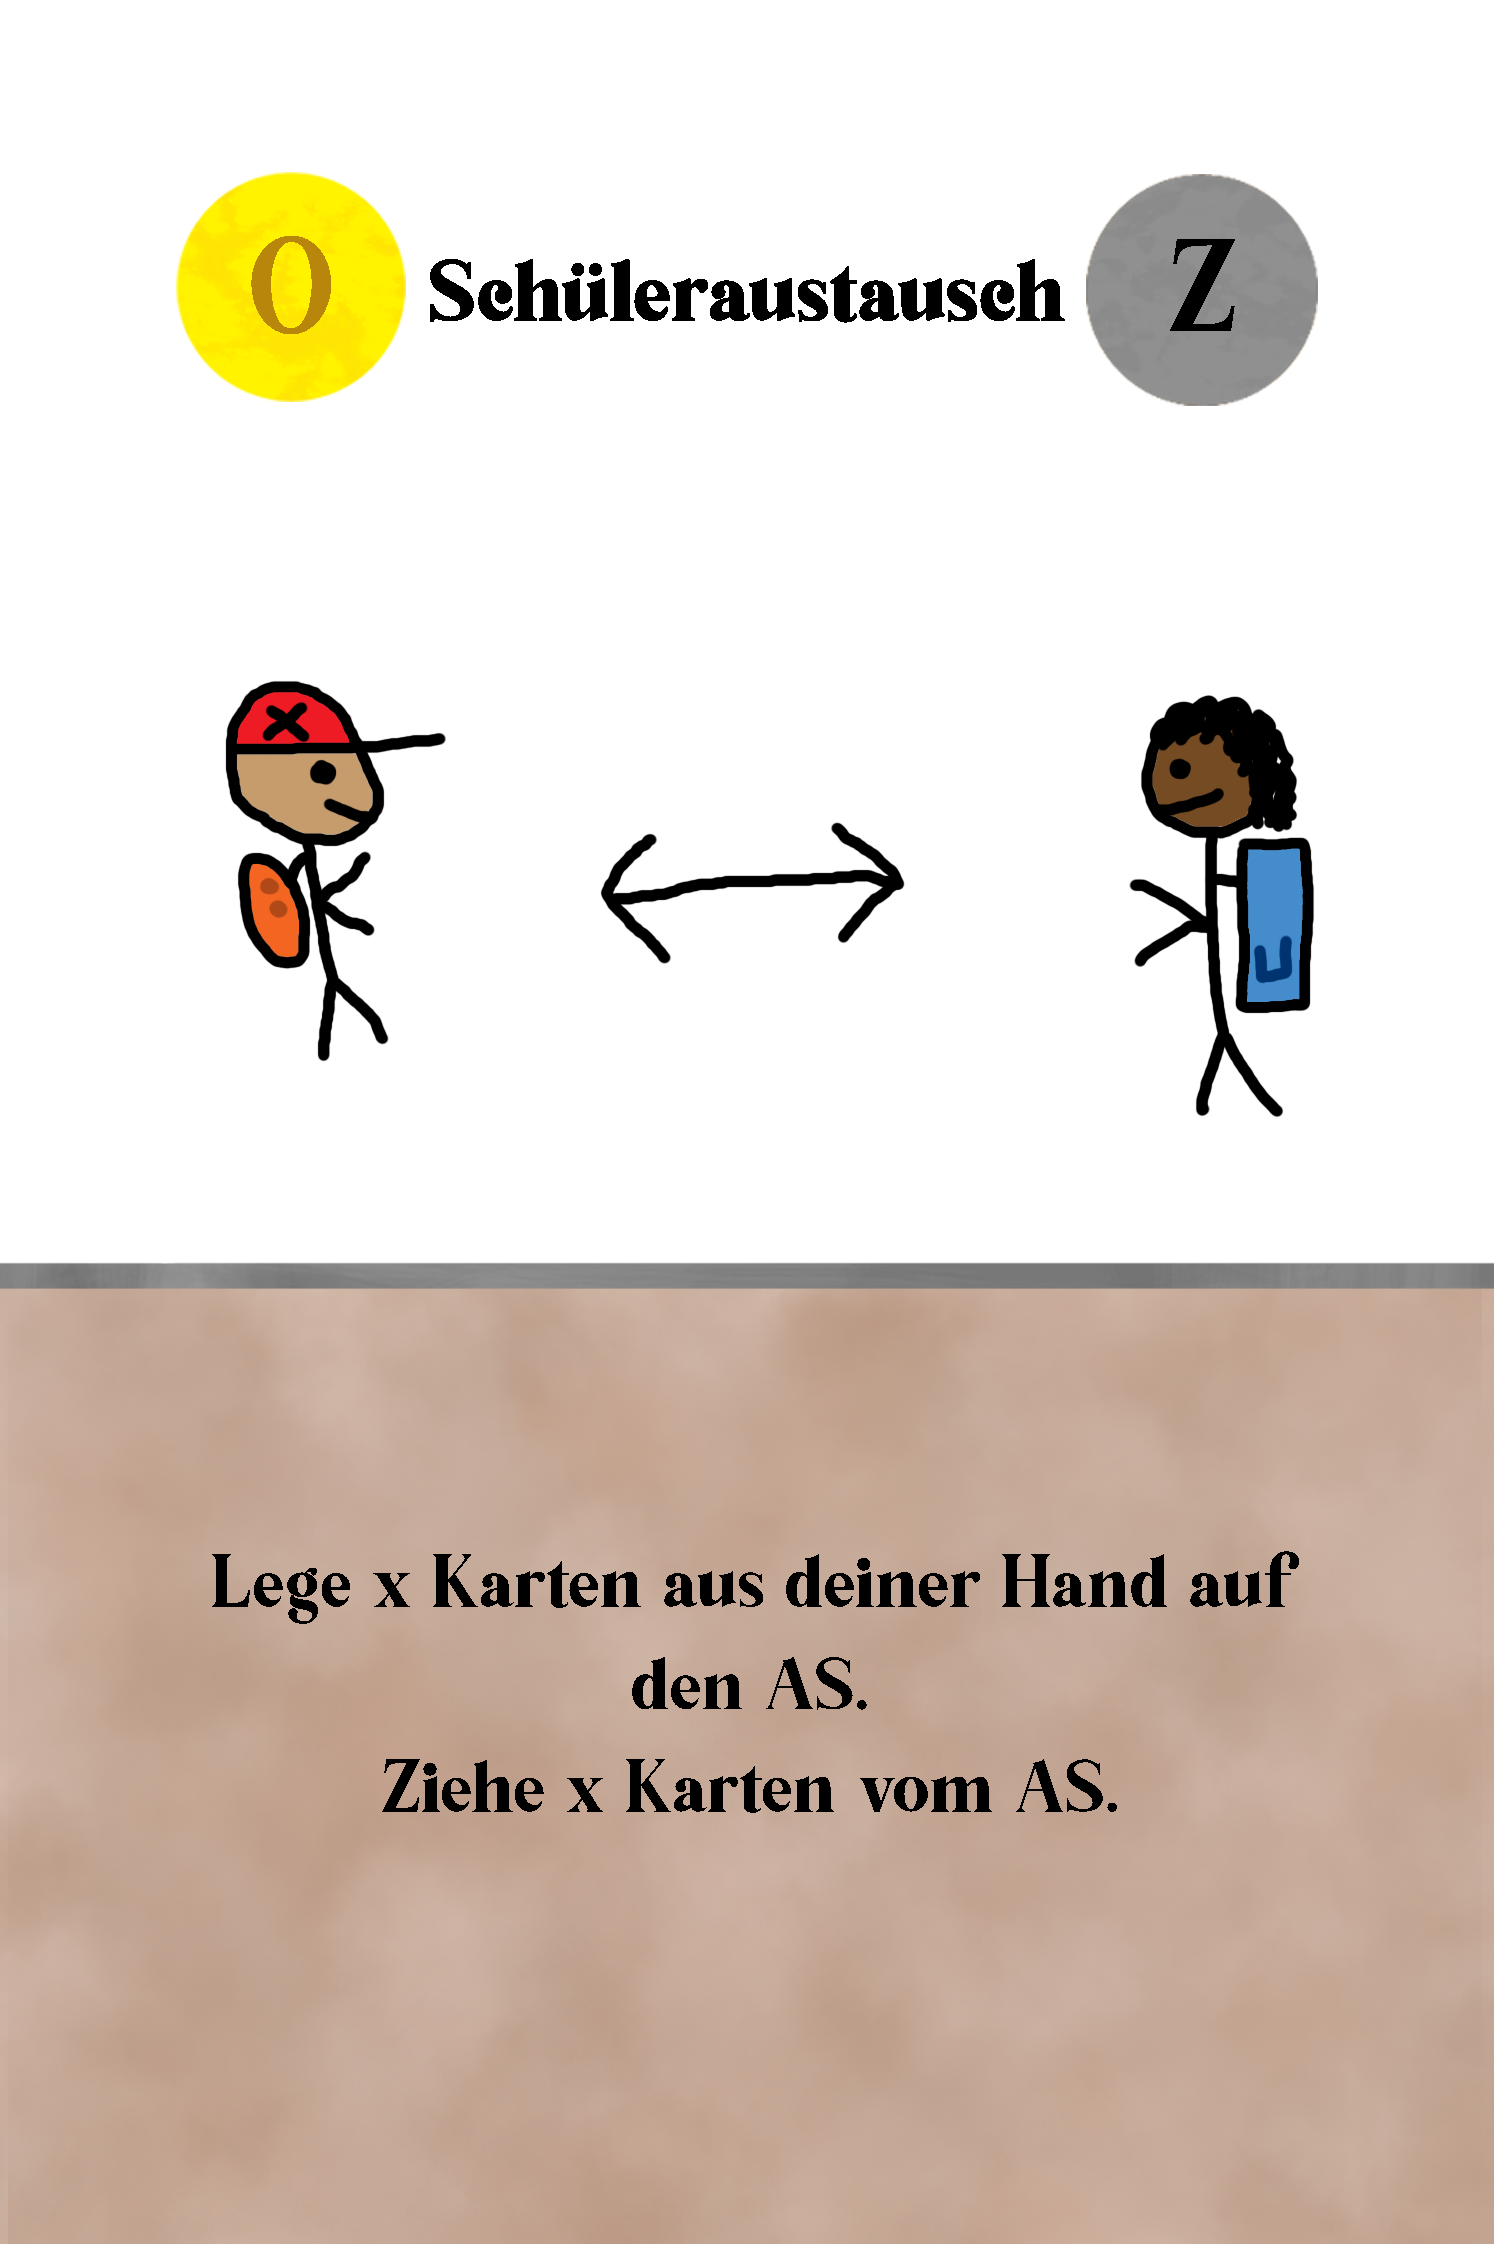 0 Schüleraustausch Z
Lege x Karten aus deiner Hand auf
den AS.
Ziehe x Karten vom AS.